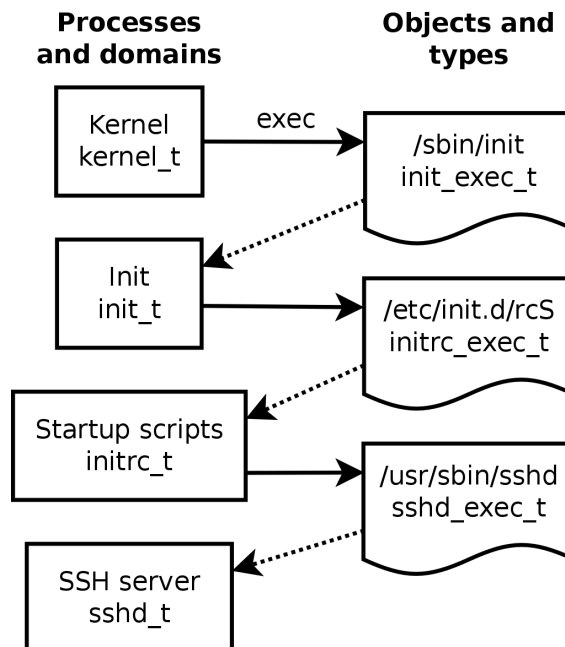 Processes
and domains
Objects and
types
Kernel
kernel_t
exec
/sbin/init
init_exec_t
Init
init_t
/etc/init.d/rcS
initrc_exec_t
Startup scripts
initrc_t
/usr/sbin/sshd
sshd_exec_t
SSH server
sshd_t